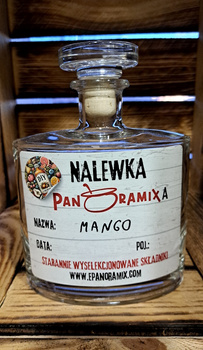 NALEWKA
PANORAMIXA
NAZWA: MANGO
DATA: POJ.:
STARANNIE WYSELEKCJONOWANE SKŁADNIKI
WWW.EPANORAMIX.COM